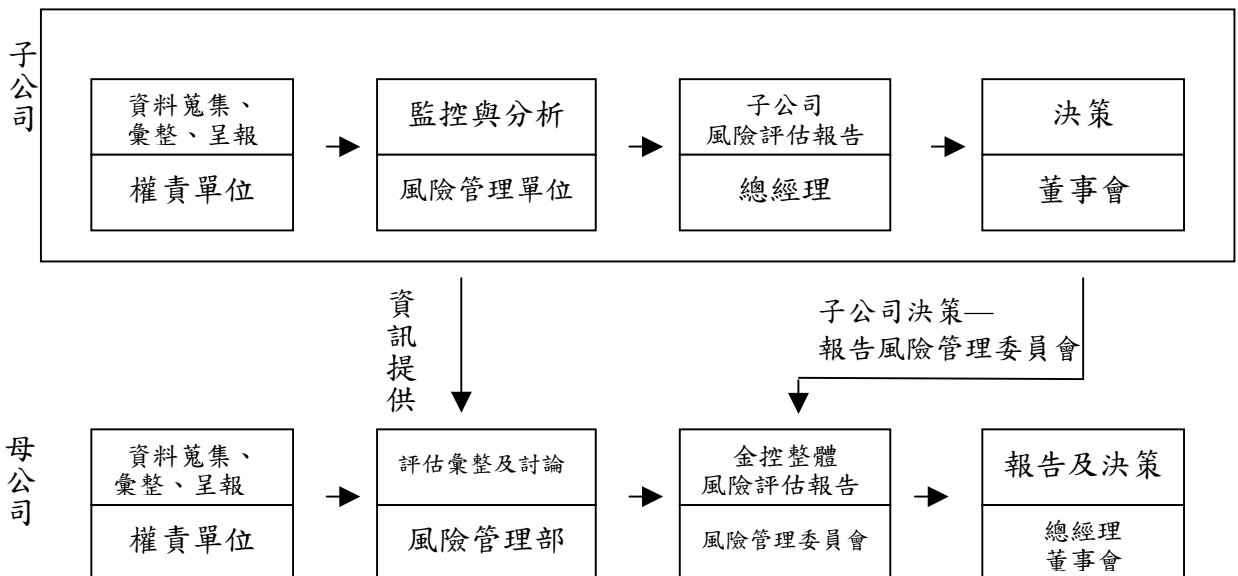 子公司
資料蒐集、
彙整、呈報
權責單位
監控與分析
風險管理單位
子公司
風險評估報告
總經理
決策
董事會
資訊提供
子公司決策—
報告風險管理委員會
母公司
資料蒐集、
彙整、呈報
權責單位
評估彙整及討論
風險管理部
金控整體
風險評估報告
風險管理委員會
報告及決策
總經理
董事會